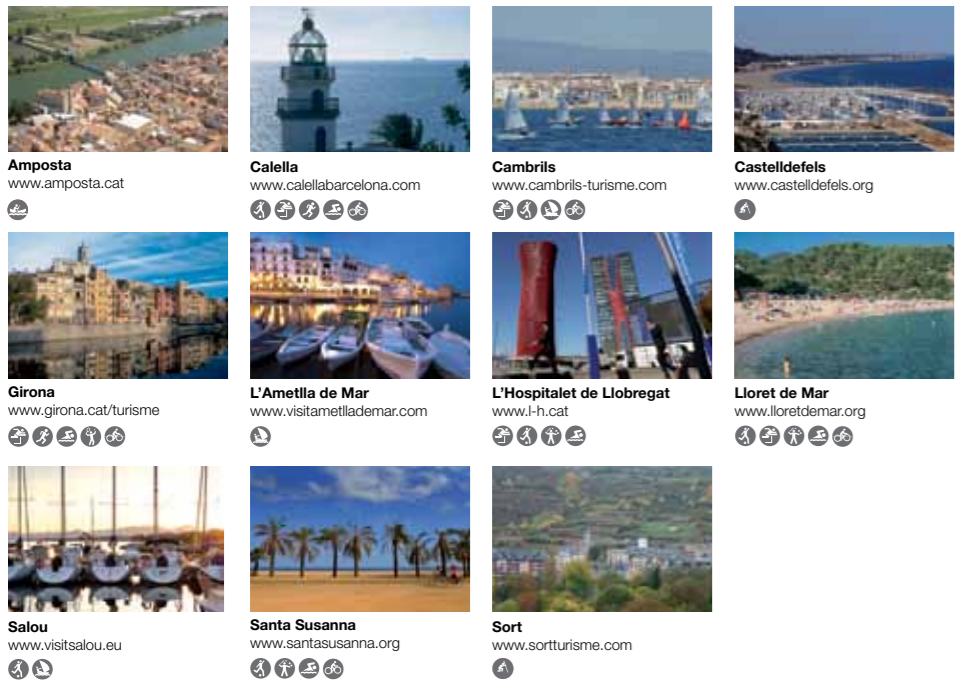 Amposta
www.amposta.cat
Calella
www.calellabarcelona.com
Cambrils
www.cambrils-turisme.com
Castelldefels
www.castelldefels.org
Girona
www.girona.cat/turisme
L'Ametlla de Mar
www.visitametllademar.com
L'Hospitalet de Llobregat
www.l-h.cat
Lloret de Mar
www.lloretdemar.org
Salou
www.visitsalou.eu
Santa Susanna
www.santasusanna.org
Sort
www.sortturisme.com